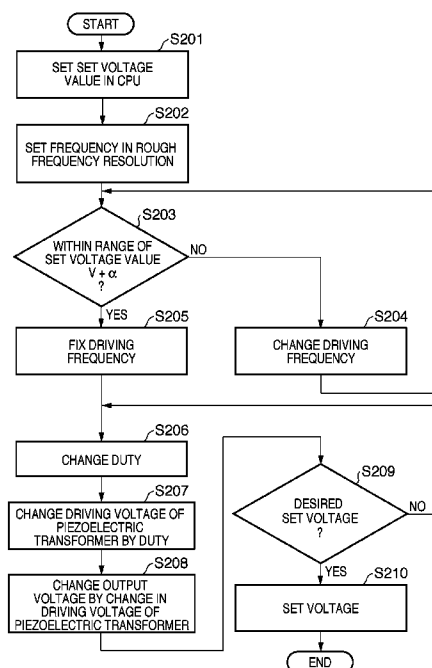 START
S201
SET SET VOLTAGE
VALUE IN CPU
S202
SET FREQUENCY IN ROUGH
FREQUENCY RESOLUTION
S203
WITHIN RANGE OF
SET VOLTAGE VALUE
V + α
?
NO
YES
S205
FIX DRIVING
FREQUENCY
S204
CHANGE DRIVING
FREQUENCY
S206
CHANGE DUTY
S207
CHANGE DRIVING VOLTAGE OF
PIEZOELECTRIC
TRANSFORMER BY DUTY
S208
CHANGE OUTPUT
VOLTAGE BY CHANGE IN
DRIVING VOLTAGE OF
PIEZOELECTRIC TRANSFORMER
S209
DESIRED
SET VOLTAGE
?
NO
YES
S210
SET VOLTAGE
END